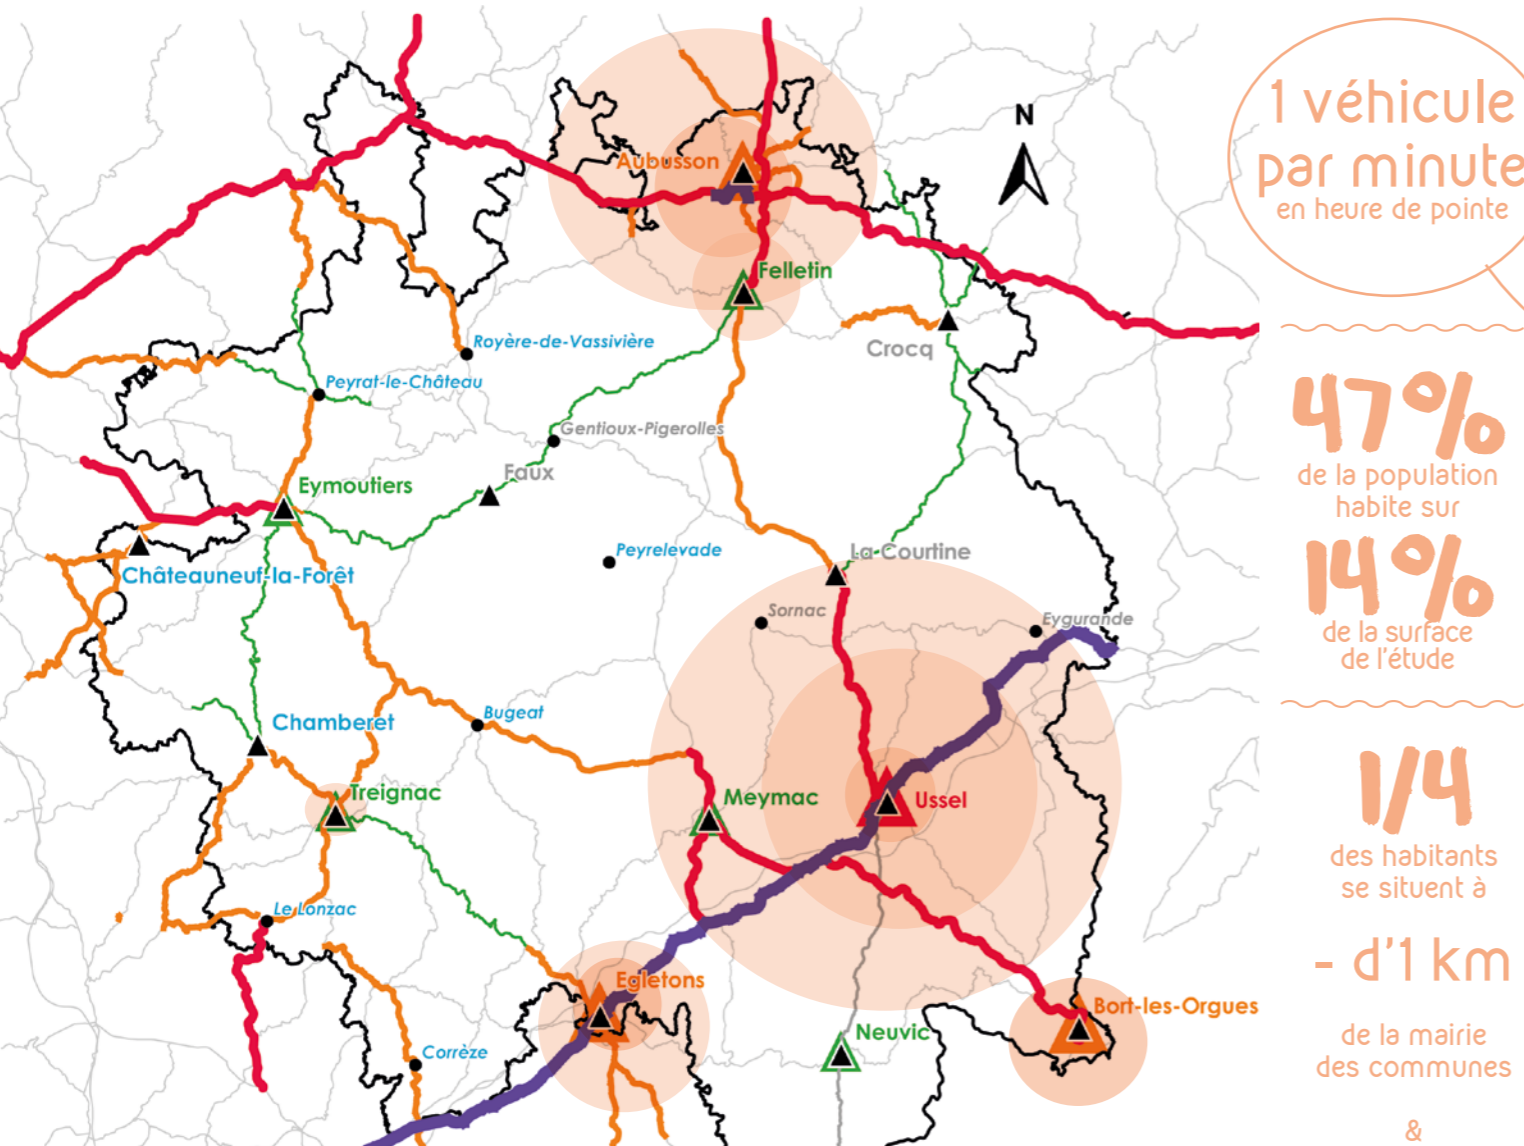 N
Aubusson
Felletin
Crocq
Royère-de-Vassivière
Peyrat-le-Château
Gentioux-Pigerolles
Faux
Eymoutiers
Peyrelevade
La Courtine
Châteauneuf-la-Forêt
Sornac
Eygurande
Chamberet
Bugeat
Treignac
Meymac
Ussel
Le Lonzac
Egletons
Bort-les-Orgues
Neuvic
Corrèze
1 véhicule
par minute
en heure de pointe
47%
de la population
habite sur
14%
de la surface
de l'étude
1/4
des habitants
se situent à
- d'1 km
de la mairie
des communes
&